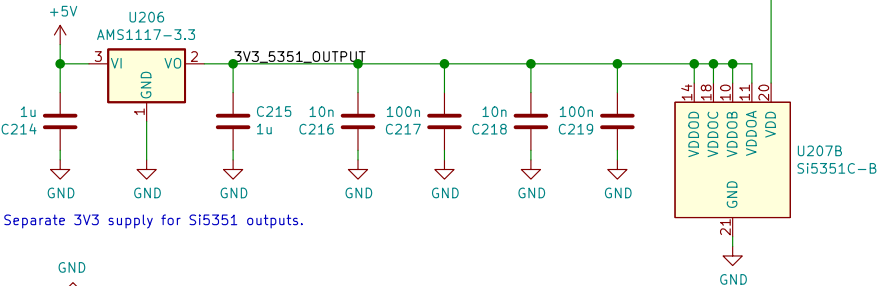 +5V
U206
AMS1117-3.3
3 VI VO 2
GND
1
3V3_5351_OUTPUT
1u
C214
C215
1u
10n
C216
100n
C217
10n
C218
100n
C219
GND
GND
GND
GND
GND
GND
GND
14
18
10
11
20
VDDOD
VDDOC
VDDOB
VDDOA
VDD
GND
21
U207B
Si5351C-B
GND
Separate 3V3 supply for Si5351 outputs.
GND